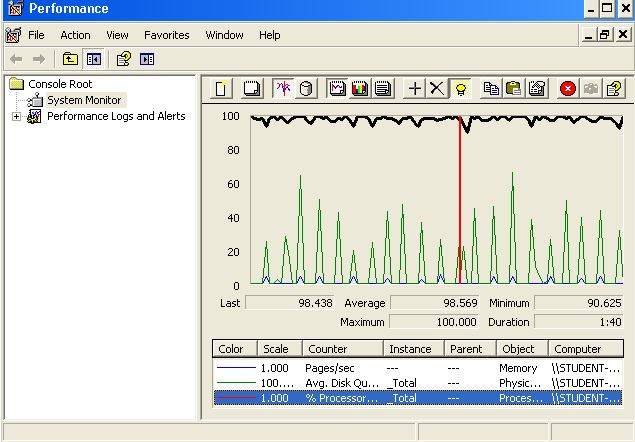 Performance
File Action View Favorites Window Help
Console Root
System Monitor
Performance Logs and Alerts
100
80
60
40
20
0
Last 98.438 Average 98.569 Minimum 90.625
Maximum 100.000 Duration 1:40
Color Scale Counter Instance Parent Object Computer
1.000 Pages/sec --- --- Memory \\STUDENT-...
100.... Avg. Disk Qu... _Total --- Physic... \\STUDENT-...
1.000 % Processor... _Total --- Proces... \\STUDENT-...